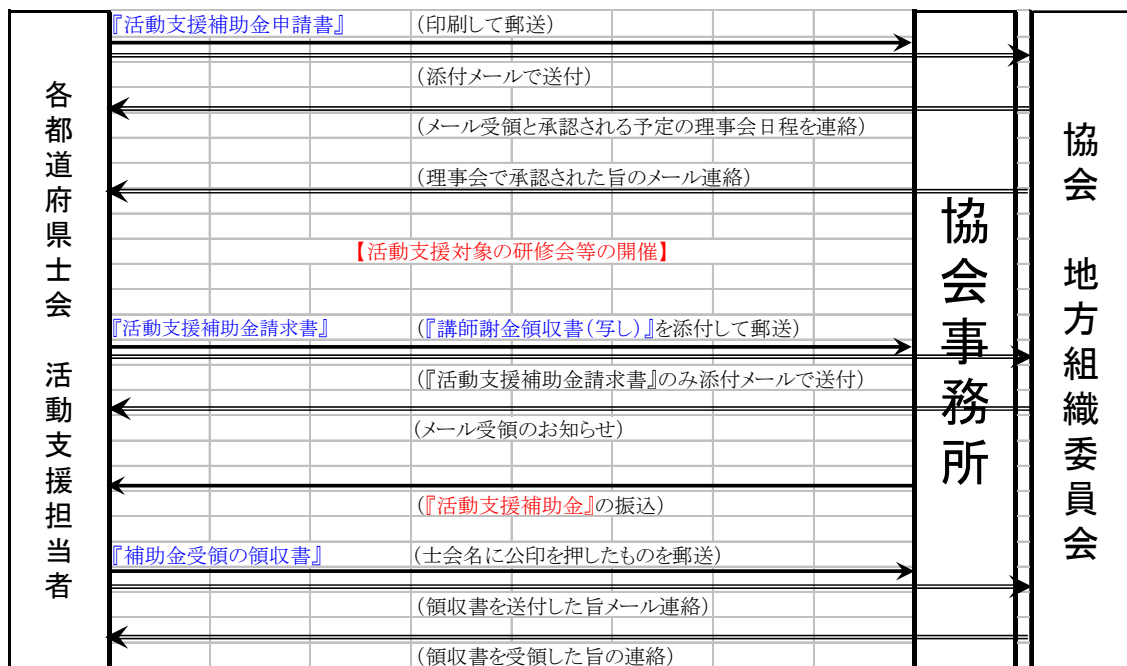 各都道府県士会 活動支援担当者
『活動支援補助金申請書』 (印刷して郵送)
(添付メールで送付)
(メール受領と承認される予定の理事会日程を連絡)
(理事会で承認された旨のメール連絡)
【活動支援対象の研修会等の開催】
『活動支援補助金請求書』 (『講師謝金領収書(写し)』を添付して郵送)
(『活動支援補助金請求書』のみ添付メールで送付)
(メール受領のお知らせ)
(『活動支援補助金』の振込)
『補助金受領の領収書』 (士会名に公印を押したものを郵送)
(領収書を送付した旨メール連絡)
(領収書を受領した旨の連絡)
協会事務所
協会 地方組織委員会